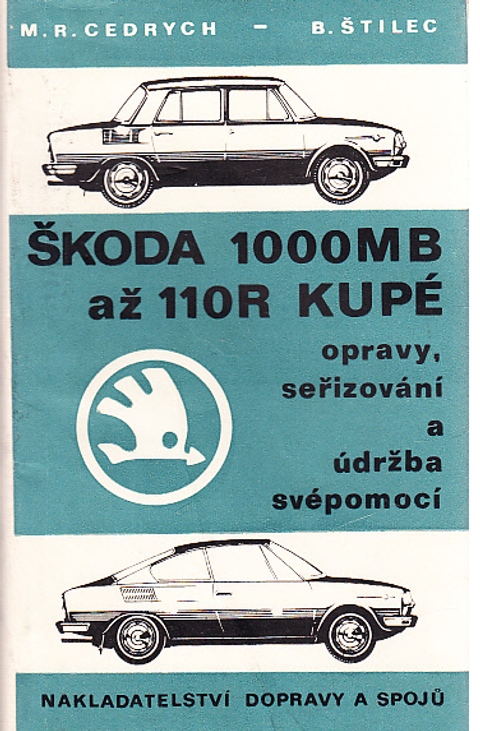 M. R. CEDRYCH – B. ŠTILEC
ŠKODA 1000MB
až 110R KUPÉ
opravy,
seřizování
a
údržba
svépomocí
NAKLADATELSTVÍ DOPRAVY A SPOJŮ